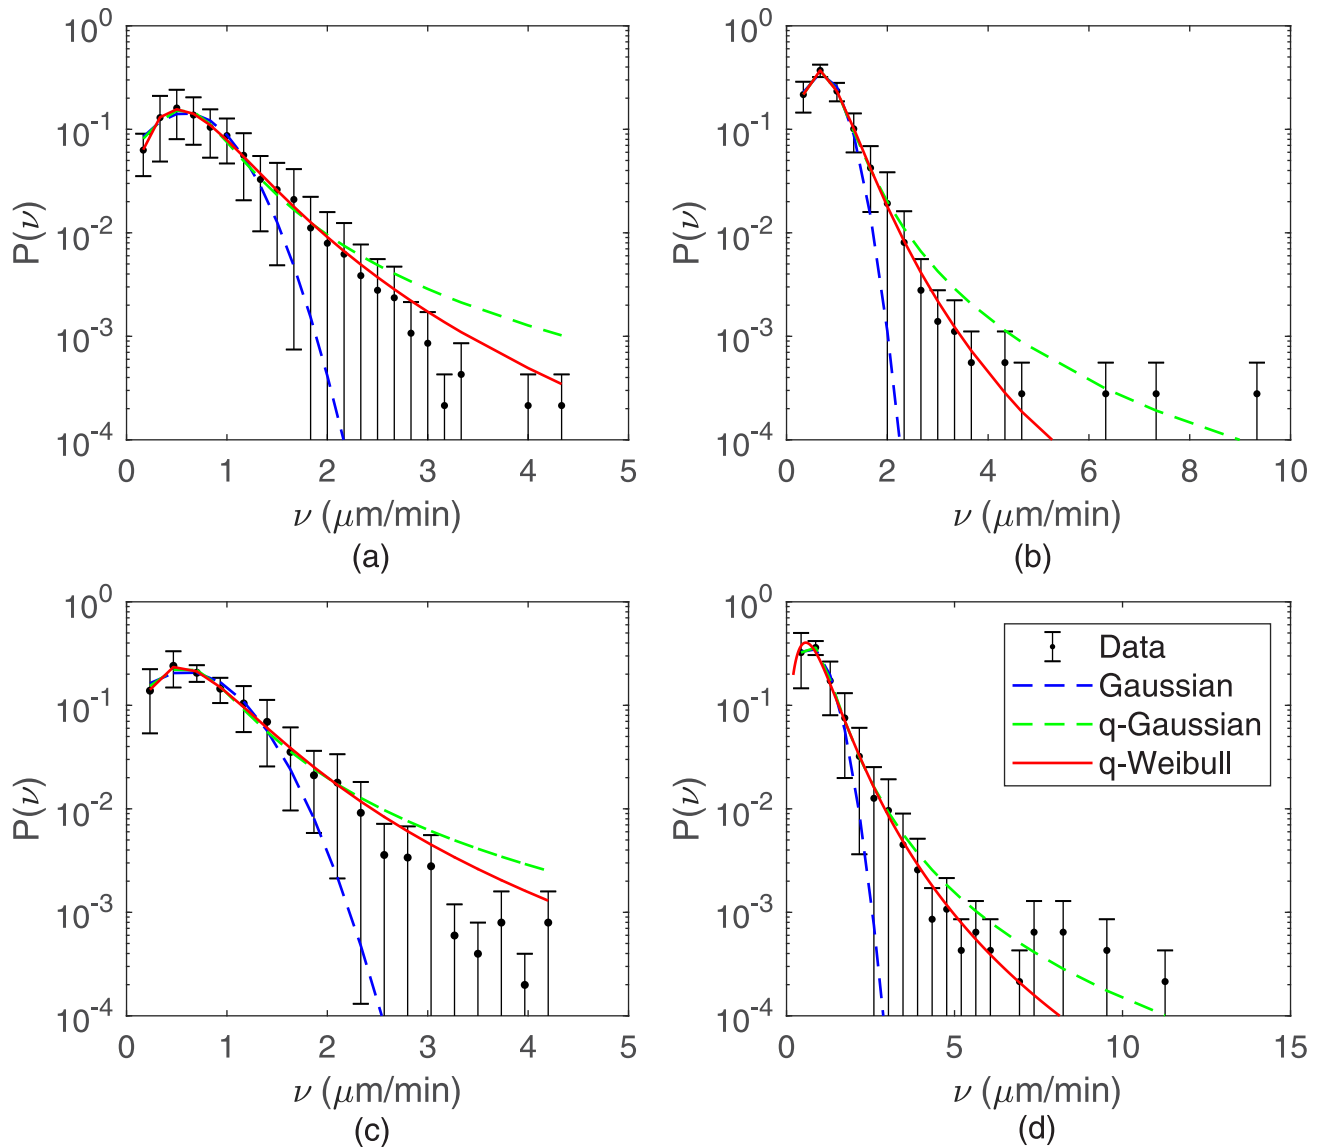 10^0
10^-1
10^-2
10^-3
10^-4
P(ν)
0 1 2 3 4 5
ν (μm/min)
(a)
10^0
10^-1
10^-2
10^-3
10^-4
P(ν)
0 2 4 6 8 10
ν (μm/min)
(b)
10^0
10^-1
10^-2
10^-3
10^-4
P(ν)
0 1 2 3 4 5
ν (μm/min)
(c)
10^0
10^-1
10^-2
10^-3
10^-4
P(ν)
Data
Gaussian
q-Gaussian
q-Weibull
0 5 10 15
ν (μm/min)
(d)